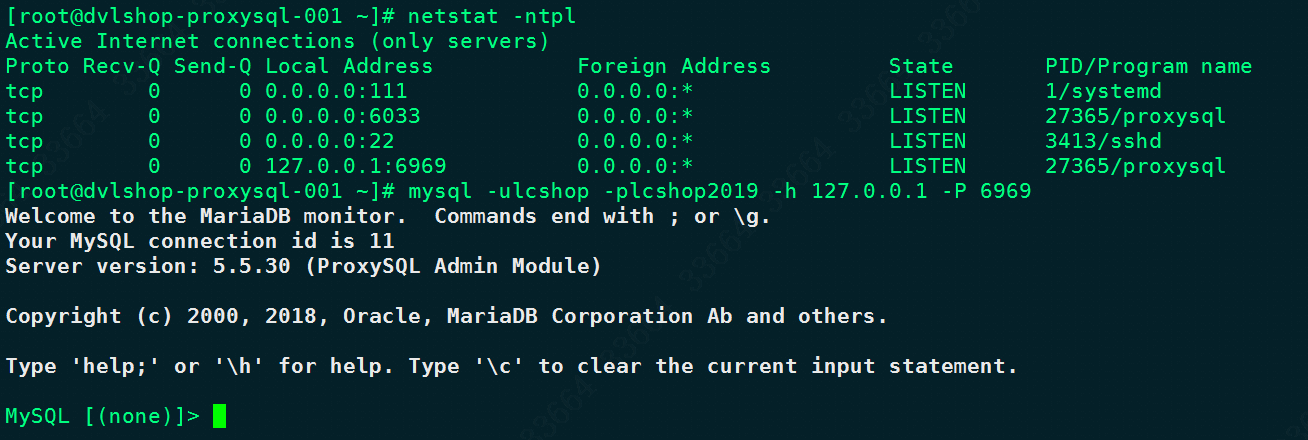 [root@dvlshop-proxysql-001 ~]# netstat -ntpl
Active Internet connections (only servers)
Proto Recv-Q Send-Q Local Address           Foreign Address         State       PID/Program name
tcp        0      0 0.0.0.0:111             0.0.0.0:*               LISTEN      1/systemd
tcp        0      0 0.0.0.0:6033            0.0.0.0:*               LISTEN      27365/proxysql
tcp        0      0 0.0.0.0:22              0.0.0.0:*               LISTEN      3413/sshd
tcp        0      0 127.0.0.1:6969          0.0.0.0:*               LISTEN      27365/proxysql
[root@dvlshop-proxysql-001 ~]# mysql -ulcshop -plcshop2019 -h 127.0.0.1 -P 6969
Welcome to the MariaDB monitor.  Commands end with ; or \g.
Your MySQL connection id is 11
Server version: 5.5.30 (ProxySQL Admin Module)
Copyright (c) 2000, 2018, Oracle, MariaDB Corporation Ab and others.
Type 'help;' or '\h' for help. Type '\c' to clear the current input statement.
MySQL [(none)]>
33664
33664
33664
33664
33664